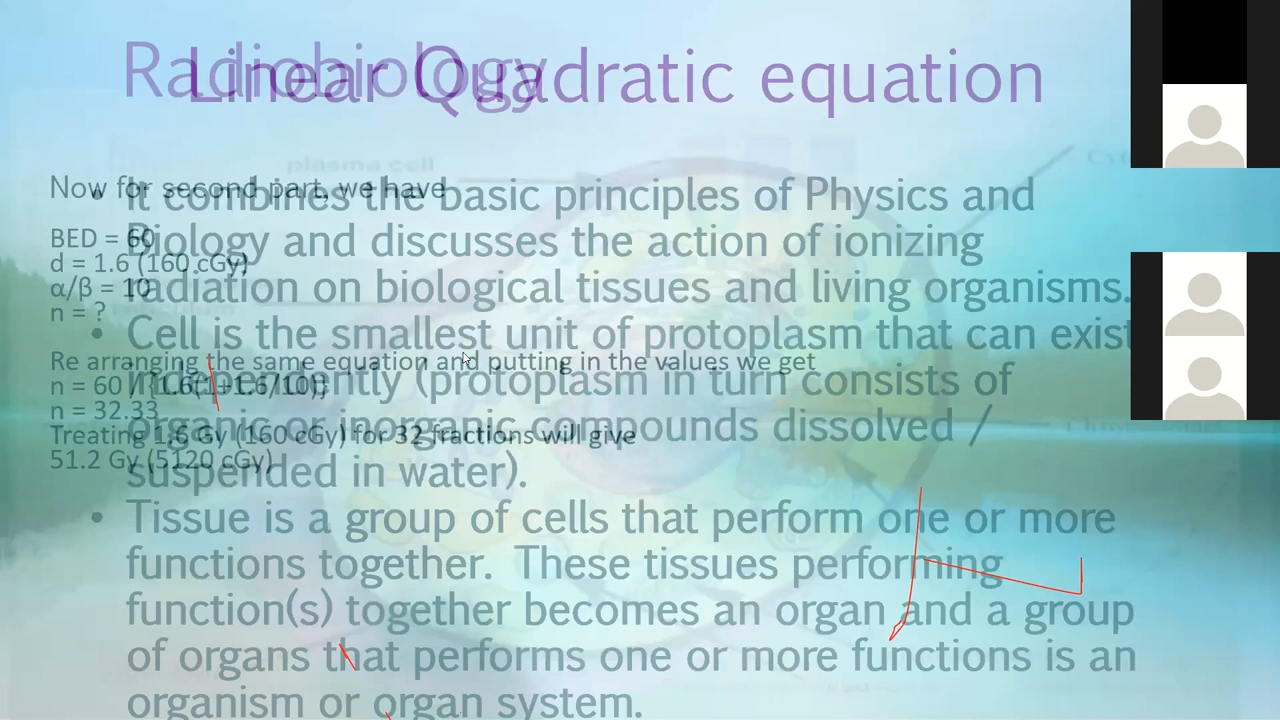 Radiobiology
Linear Quadratic equation
Now for second part, we have
BED = 60
d = 1.6 (160 cGy)
α/β = 10
n = ?
Re arranging the same equation and putting in the values we get
n = 60 / {1.6(1+1.6/10)}
n = 32.33
Treating 1.6 Gy (160 cGy) for 32 fractions will give
51.2 Gy (5120 cGy)
• It combines the basic principles of Physics and
Biology and discusses the action of ionizing
radiation on biological tissues and living organisms.
• Cell is the smallest unit of protoplasm that can exist
independently (protoplasm in turn consists of
organic or inorganic compounds dissolved /
suspended in water).
• Tissue is a group of cells that perform one or more
functions together. These tissues performing
function(s) together becomes an organ and a group
of organs that performs one or more functions is an
organism or organ system.
plasma cell